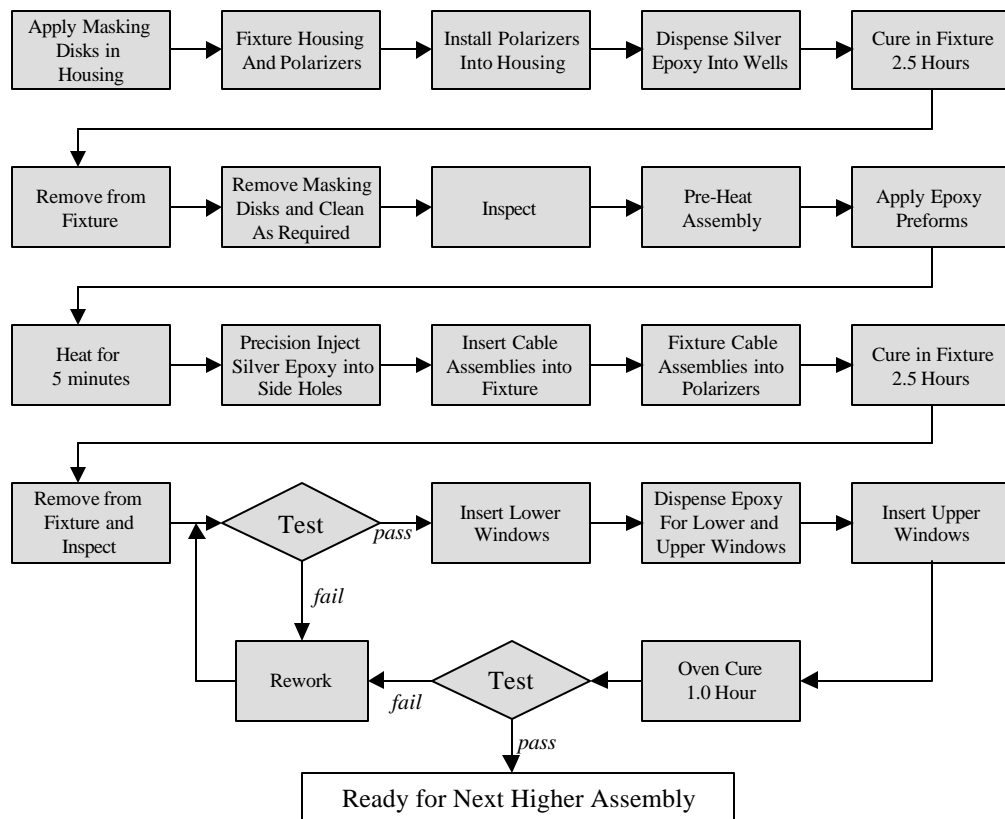 Apply Masking
Disks in
Housing
Fixture Housing
And Polarizers
Install Polarizers
Into Housing
Dispense Silver
Epoxy Into Wells
Cure in Fixture
2.5 Hours
Remove from
Fixture
Remove Masking
Disks and Clean
As Required
Inspect
Pre-Heat
Assembly
Apply Epoxy
Preforms
Heat for
5 minutes
Precision Inject
Silver Epoxy into
Side Holes
Insert Cable
Assemblies into
Fixture
Fixture Cable
Assemblies into
Polarizers
Cure in Fixture
2.5 Hours
Remove from
Fixture and
Inspect
Test
pass
fail
Insert Lower
Windows
Dispense Epoxy
For Lower and
Upper Windows
Insert Upper
Windows
Oven Cure
1.0 Hour
Test
fail
pass
Rework
Ready for Next Higher Assembly